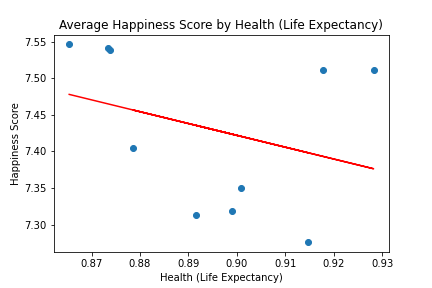 Average Happiness Score by Health (Life Expectancy)
Happiness Score
7.55
7.50
7.45
7.40
7.35
7.30
0.87 0.88 0.89 0.90 0.91 0.92 0.93
Health (Life Expectancy)